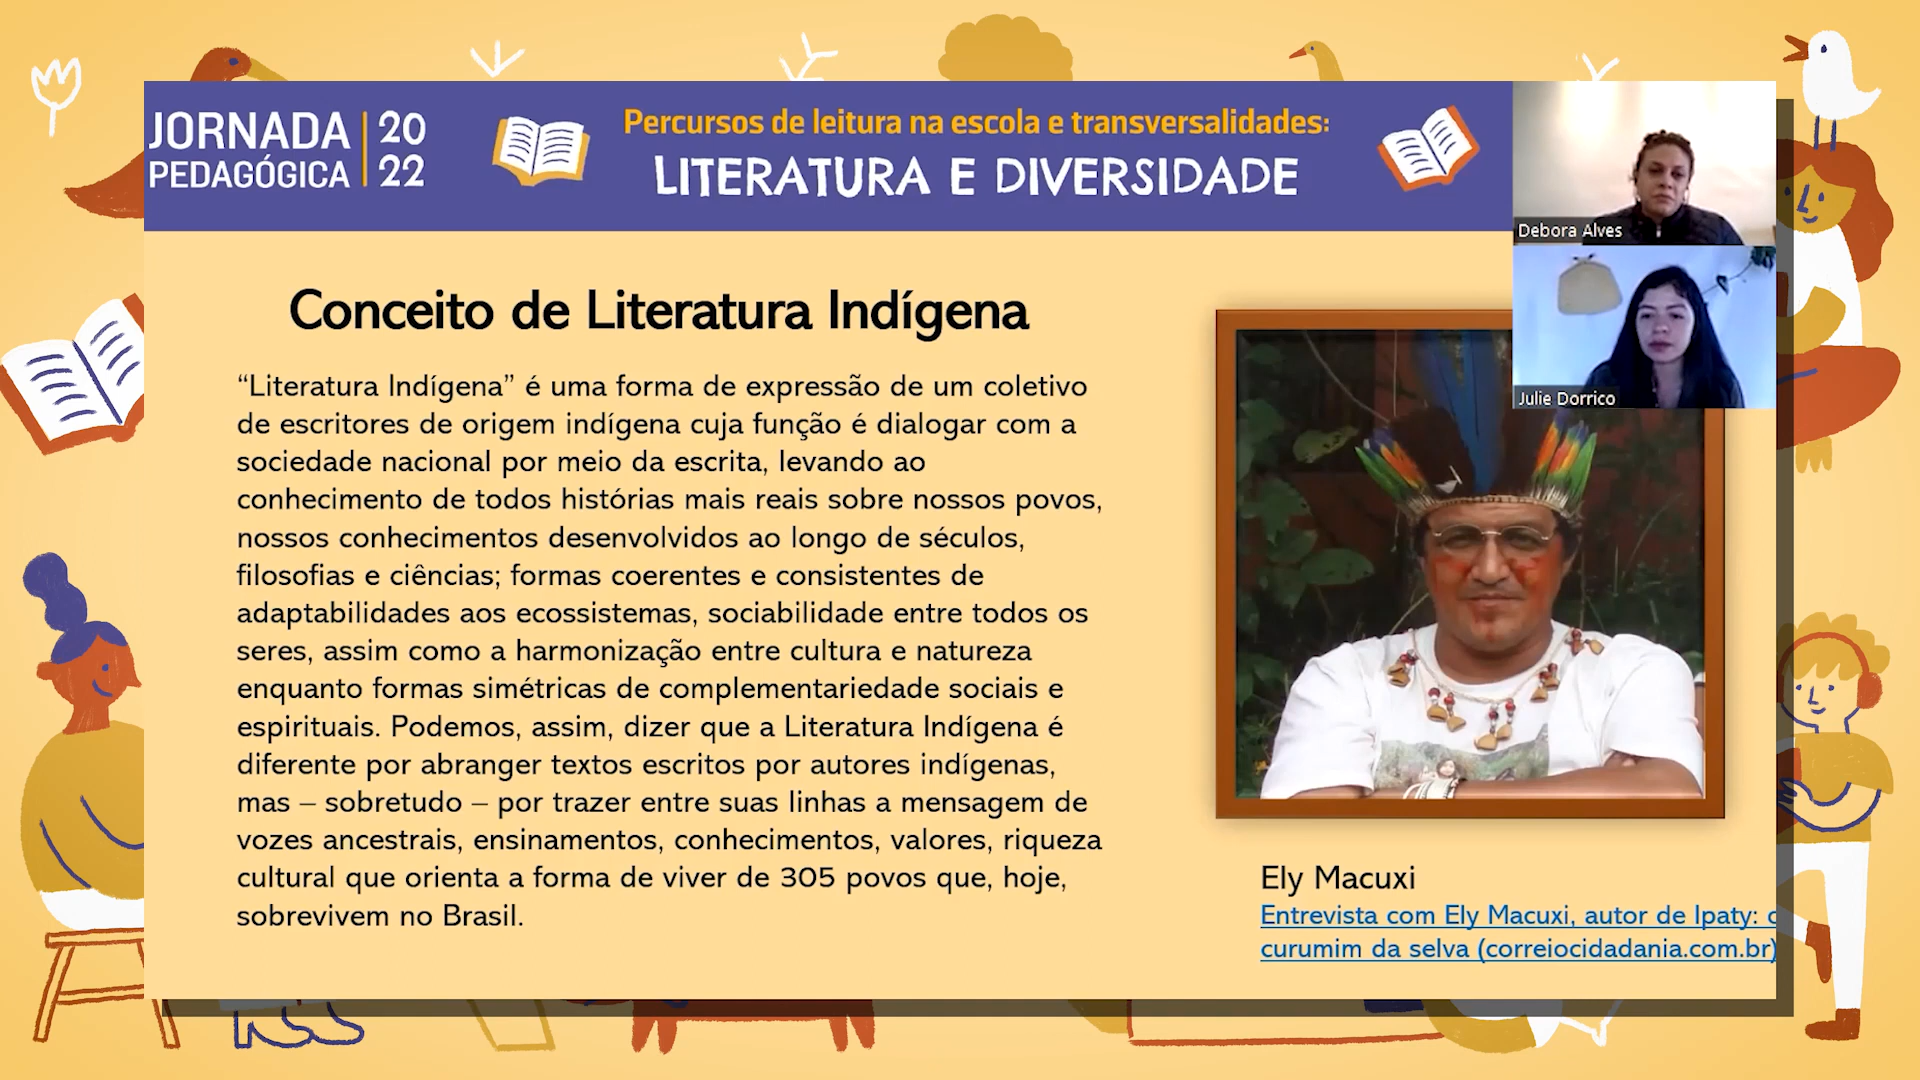 JORNADA
PEDAGÓGICA
20
22
Percursos de leitura na escola e transversalidades:
LITERATURA E DIVERSIDADE
Debora Alves
Julie Dorrico
Conceito de Literatura Indígena
“Literatura Indígena” é uma forma de expressão de um coletivo
de escritores de origem indígena cuja função é dialogar com a
sociedade nacional por meio da escrita, levando ao
conhecimento de todos histórias mais reais sobre nossos povos,
nossos conhecimentos desenvolvidos ao longo de séculos,
filosofias e ciências; formas coerentes e consistentes de
adaptabilidades aos ecossistemas, sociabilidade entre todos os
seres, assim como a harmonização entre cultura e natureza
enquanto formas simétricas de complementariedade sociais e
espirituais. Podemos, assim, dizer que a Literatura Indígena é
diferente por abranger textos escritos por autores indígenas,
mas – sobretudo – por trazer entre suas linhas a mensagem de
vozes ancestrais, ensinamentos, conhecimentos, valores, riqueza
cultural que orienta a forma de viver de 305 povos que, hoje,
sobrevivem no Brasil.
Ely Macuxi
Entrevista com Ely Macuxi, autor de Ipaty: o
curumim da selva (correiocidadania.com.br)